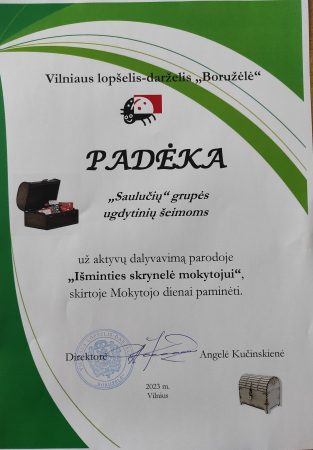 Vilniaus lopšelis-darželis „Boružėlė“
PADĖKA
„Saulučių“ grupės
ugdytinių šeimoms
už aktyvų dalyvavimą parodoje
„Išminties skrynelė mokytojui“,
skirtoje Mokytojo dienai paminėti.
Direktorė Angelė Kučinskienė
2023 m.
Vilnius